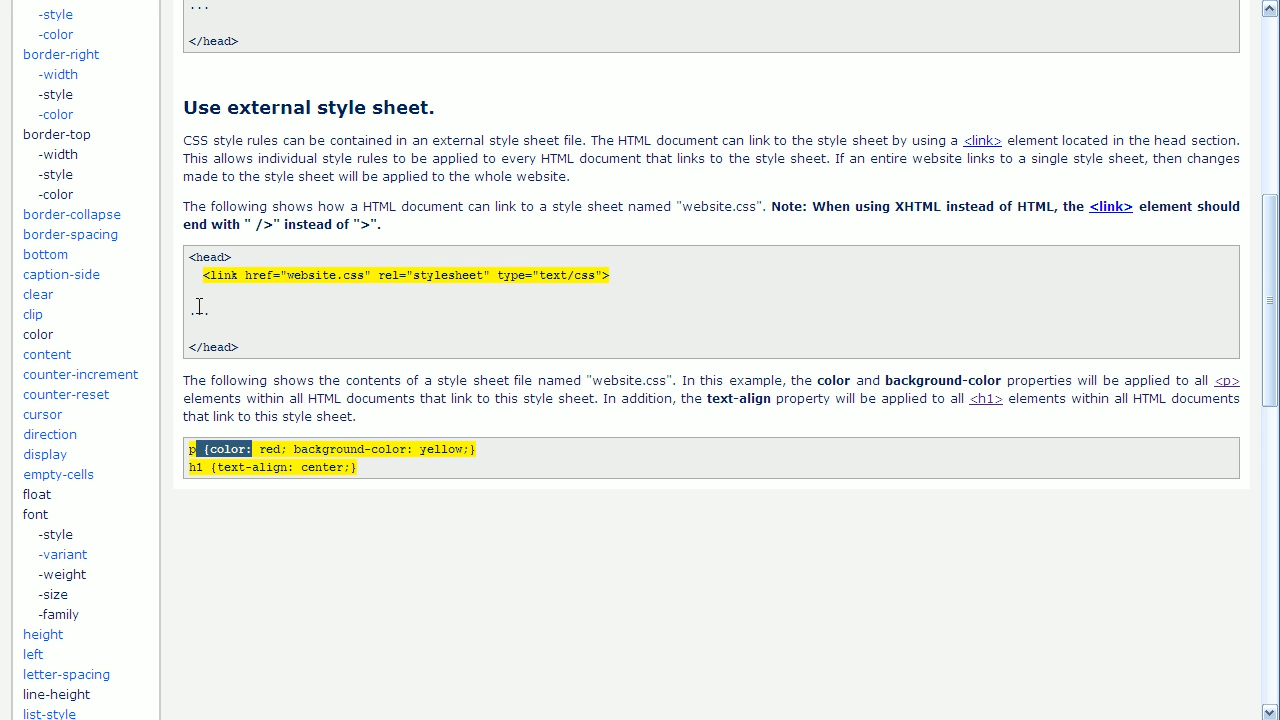 -style
-color
border-right
-width
-style
-color
border-top
-width
-style
-color
border-collapse
border-spacing
bottom
caption-side
clear
clip
color
content
counter-increment
counter-reset
cursor
direction
display
empty-cells
float
font
-style
-variant
-weight
-size
-family
height
left
letter-spacing
line-height
list-style
...
</head>
Use external style sheet.
CSS style rules can be contained in an external style sheet file. The HTML document can link to the style sheet by using a <link> element located in the head section.
This allows individual style rules to be applied to every HTML document that links to the style sheet. If an entire website links to a single style sheet, then changes
made to the style sheet will be applied to the whole website.
The following shows how a HTML document can link to a style sheet named "website.css". Note: When using XHTML instead of HTML, the <link> element should
end with " />" instead of ">".
<head>
<link href="website.css" rel="stylesheet" type="text/css">
...
</head>
The following shows the contents of a style sheet file named "website.css". In this example, the color and background-color properties will be applied to all <p>
elements within all HTML documents that link to this style sheet. In addition, the text-align property will be applied to all <h1> elements within all HTML documents
that link to this style sheet.
p {color: red; background-color: yellow;}
h1 {text-align: center;}